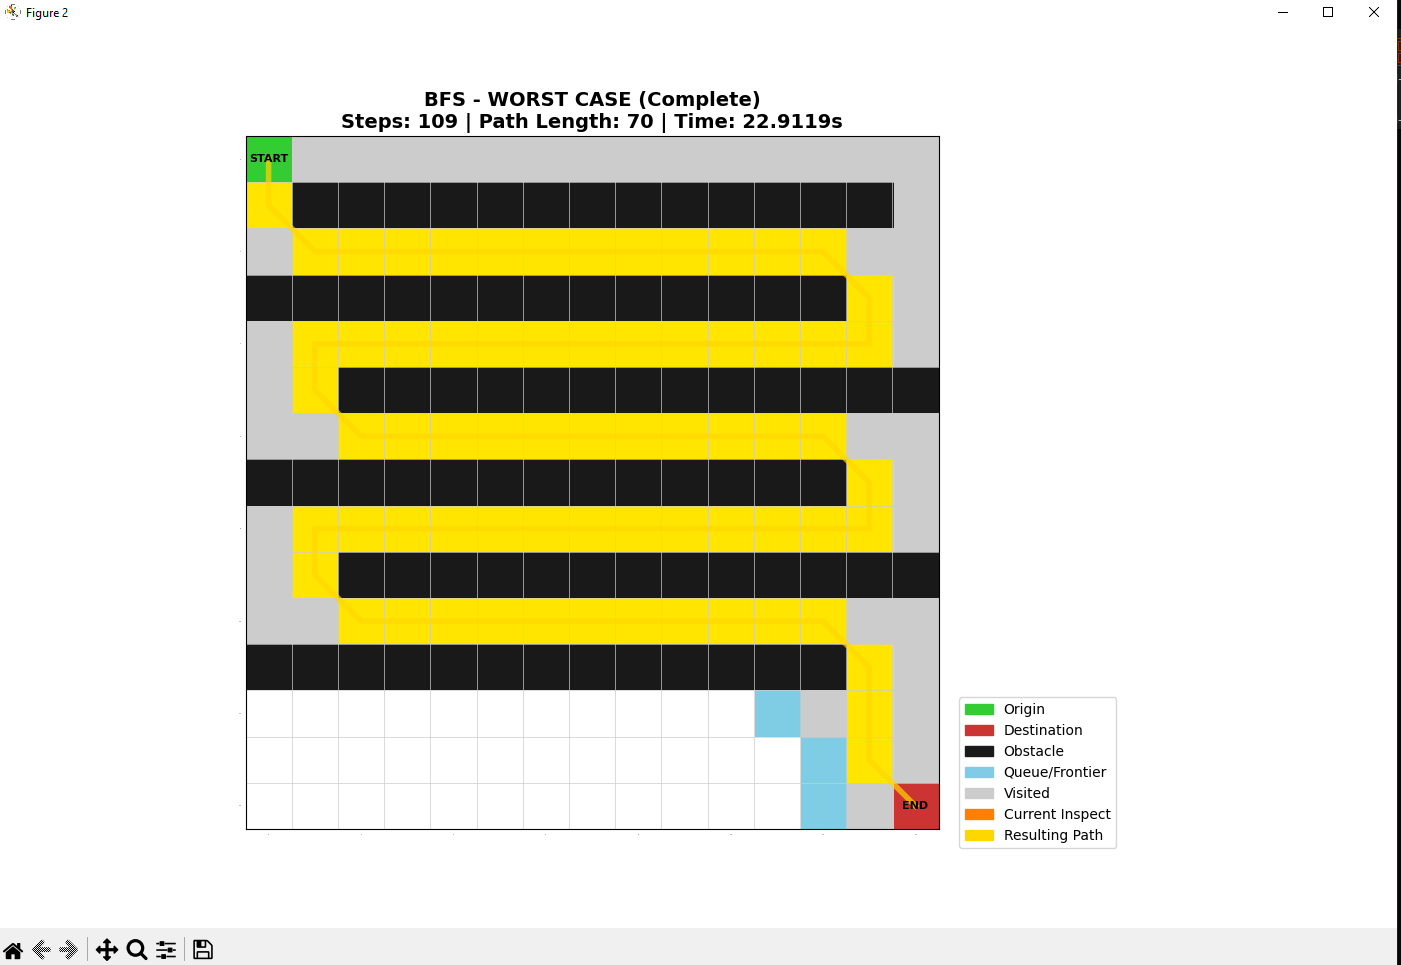 Figure 2
BFS - WORST CASE (Complete)
Steps: 109 | Path Length: 70 | Time: 22.9119s
START
END
Origin
Destination
Obstacle
Queue/Frontier
Visited
Current Inspect
Resulting Path